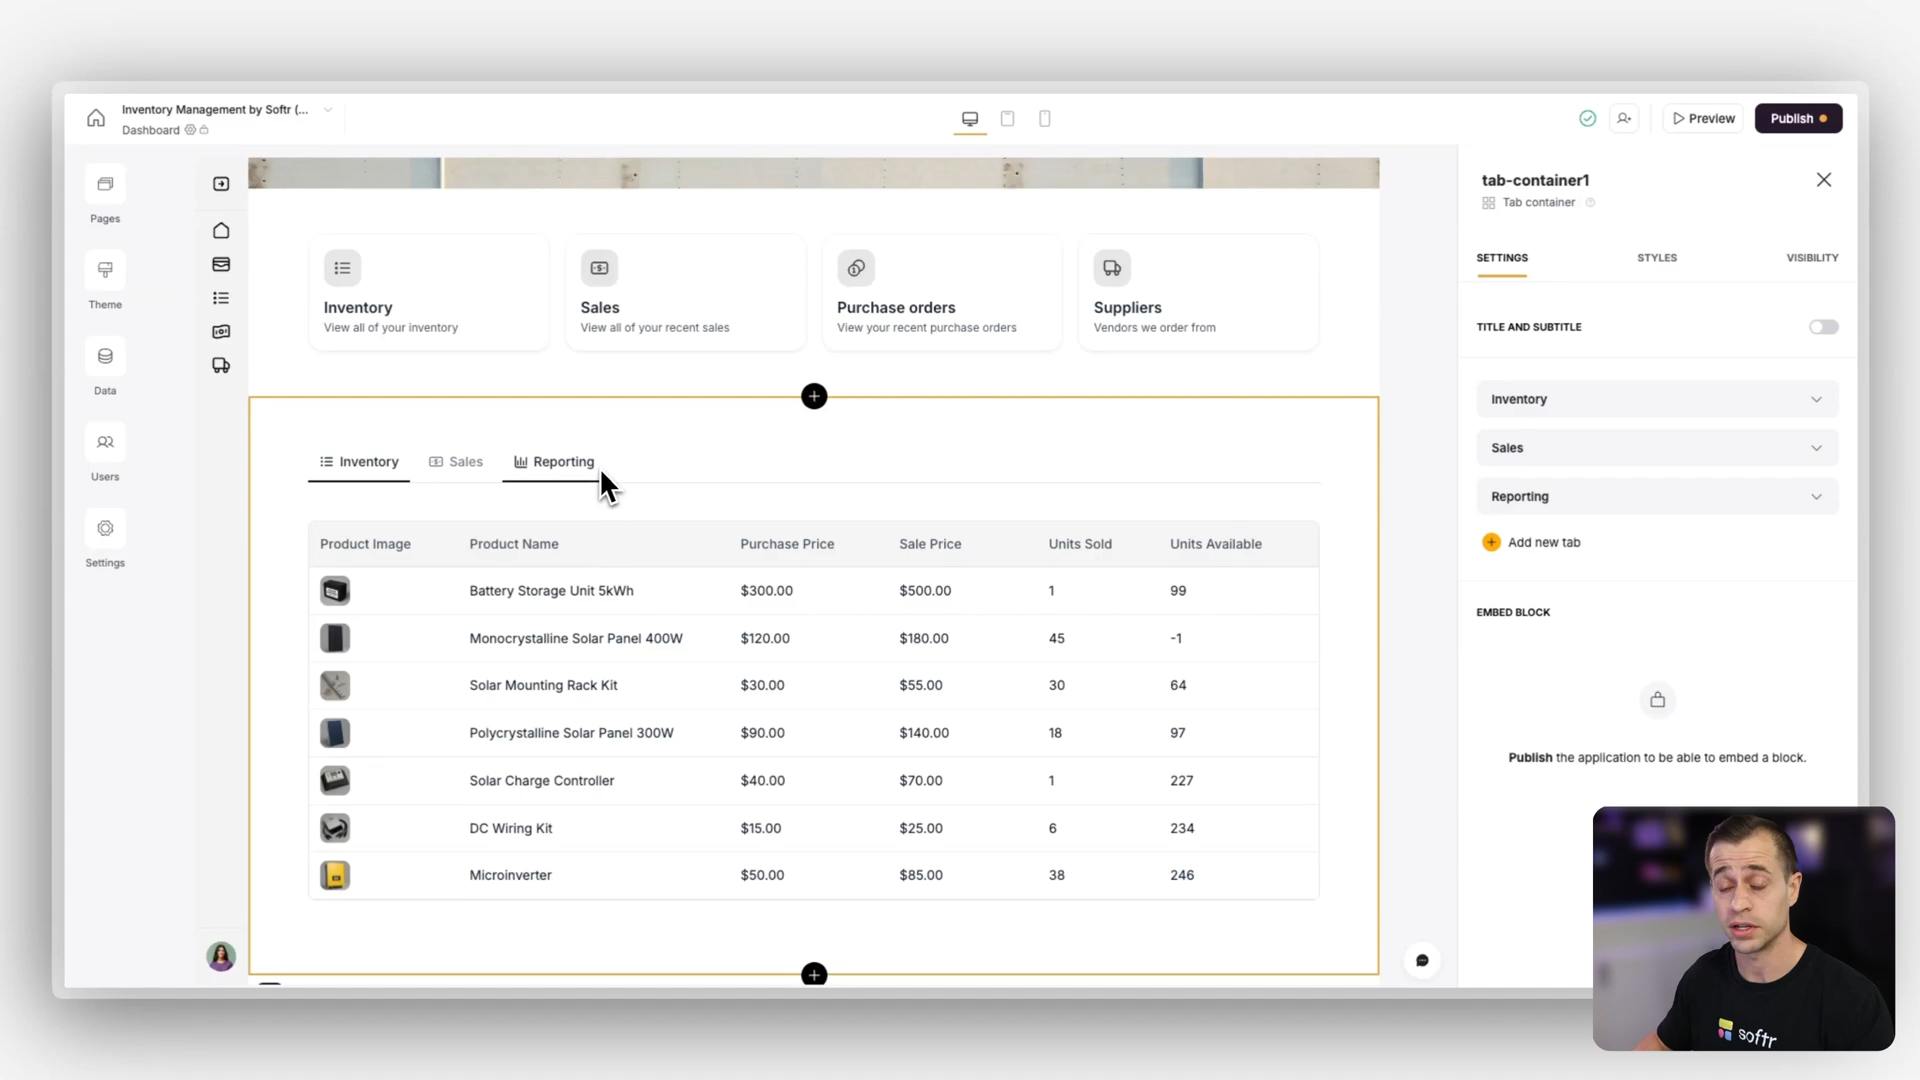 Inventory Management by Softr (...
Dashboard
Preview
Publish
Pages
Theme
Data
Users
Settings
Inventory
View all of your inventory
Sales
View all of your recent sales
Purchase orders
View your recent purchase orders
Suppliers
Vendors we order from
Inventory
Sales
Reporting
Product Image Product Name Purchase Price Sale Price Units Sold Units Available
Battery Storage Unit 5kWh $300.00 $500.00 1 99
Monocrystalline Solar Panel 400W $120.00 $180.00 45 -1
Solar Mounting Rack Kit $30.00 $55.00 30 64
Polycrystalline Solar Panel 300W $90.00 $140.00 18 97
Solar Charge Controller $40.00 $70.00 1 227
DC Wiring Kit $15.00 $25.00 6 234
Microinverter $50.00 $85.00 38 246
tab-container1
Tab container
SETTINGS
STYLES
VISIBILITY
TITLE AND SUBTITLE
Inventory
Sales
Reporting
Add new tab
EMBED BLOCK
Publish the application to be able to embed a block.
softr